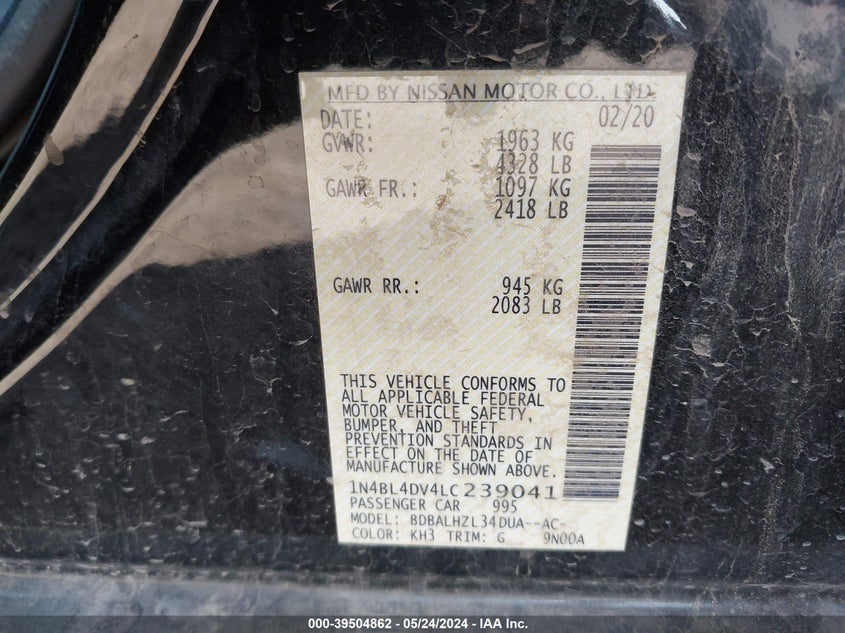 MFD BY NISSAN MOTOR CO., LTD.
DATE: 02/20
GVWR: 1963 KG
4328 LB
GAWR FR.: 1097 KG
2418 LB
GAWR RR.: 945 KG
2083 LB
THIS VEHICLE CONFORMS TO
ALL APPLICABLE FEDERAL
MOTOR VEHICLE SAFETY,
BUMPER, AND THEFT
PREVENTION STANDARDS IN
EFFECT ON THE DATE OF
MANUFACTURE SHOWN ABOVE.
1N4BL4DV4LC239041
PASSENGER CAR 995
MODEL: BDBALHZL34DUA--AC-
COLOR: KH3 TRIM: G 9N00A
000-39504862 - 05/24/2024 - IAA Inc.